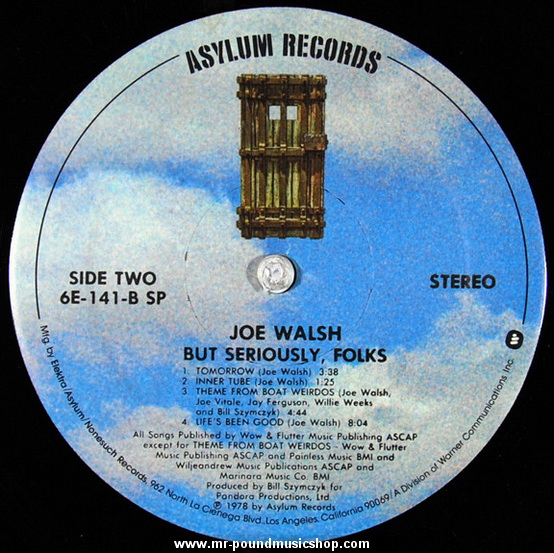 ASYLUM RECORDS
SIDE TWO
6E-141-B SP
STEREO
JOE WALSH
BUT SERIOUSLY, FOLKS
1. TOMORROW (Joe Walsh) 3:38
2. INNER TUBE (Joe Walsh) 1:25
3. THEME FROM BOAT WEIRDOS (Joe Walsh,
Joe Vitale, Jay Ferguson, Willie Weeks
and Bill Szymczyk) 4:44
4. LIFE'S BEEN GOOD (Joe Walsh) 8:04
All Songs Published by Wow & Flutter Music Publishing ASCAP
except for THEME FROM BOAT WEIRDOS - Wow & Flutter
Music Publishing ASCAP and Painless Music BMI and
Wiljeandrew Music Publications ASCAP and
Marinara Music Co. BMI
Produced by Bill Szymczyk for
Pandora Productions, Ltd.
℗ 1978 by Asylum Records
Mfg. by Elektra/Asylum/Nonesuch Records, 962 North La Cienega Blvd., Los Angeles, California 90069/A Division of Warner Communications Inc.
www.mr-poundmusicshop.com